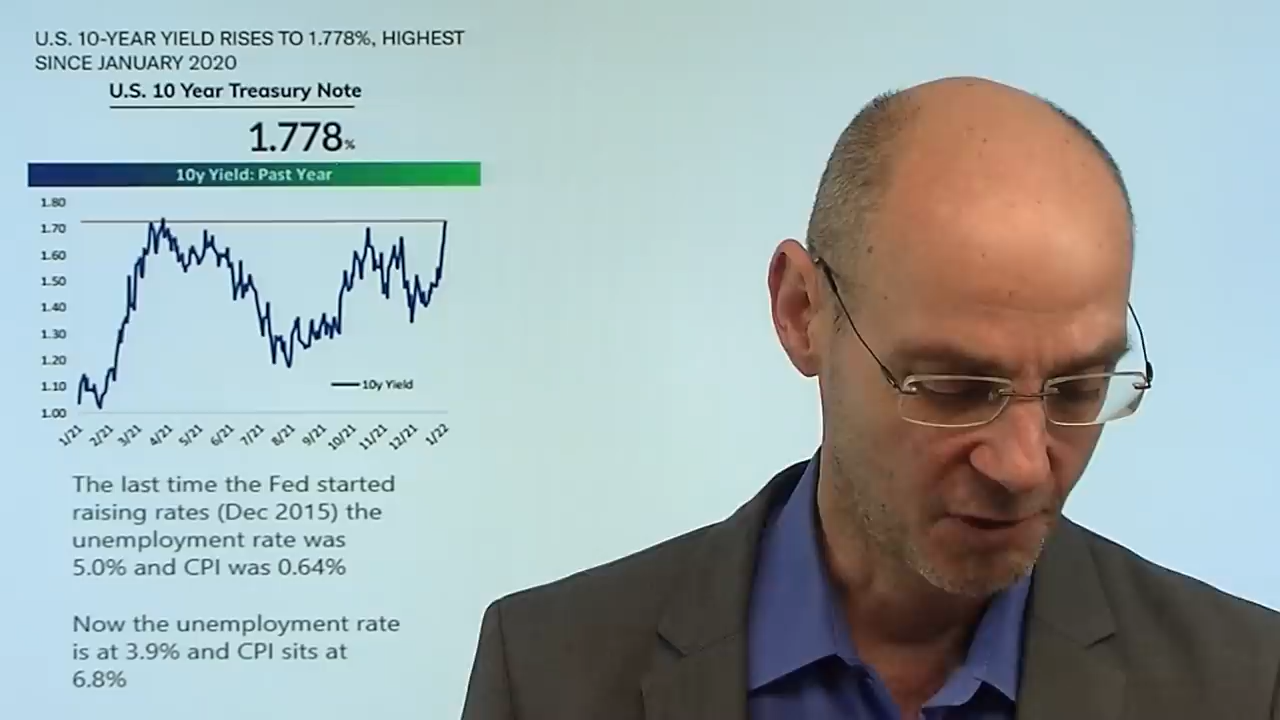 U.S. 10-YEAR YIELD RISES TO 1.778%, HIGHEST
SINCE JANUARY 2020
U.S. 10 Year Treasury Note
1.778%
10y Yield: Past Year
1.80
1.70
1.60
1.50
1.40
1.30
1.20
1.10
1.00
10y Yield
1/21 2/21 3/21 4/21 5/21 6/21 7/21 8/21 9/21 10/21 11/21 12/21 1/22
The last time the Fed started
raising rates (Dec 2015) the
unemployment rate was
5.0% and CPI was 0.64%
Now the unemployment rate
is at 3.9% and CPI sits at
6.8%